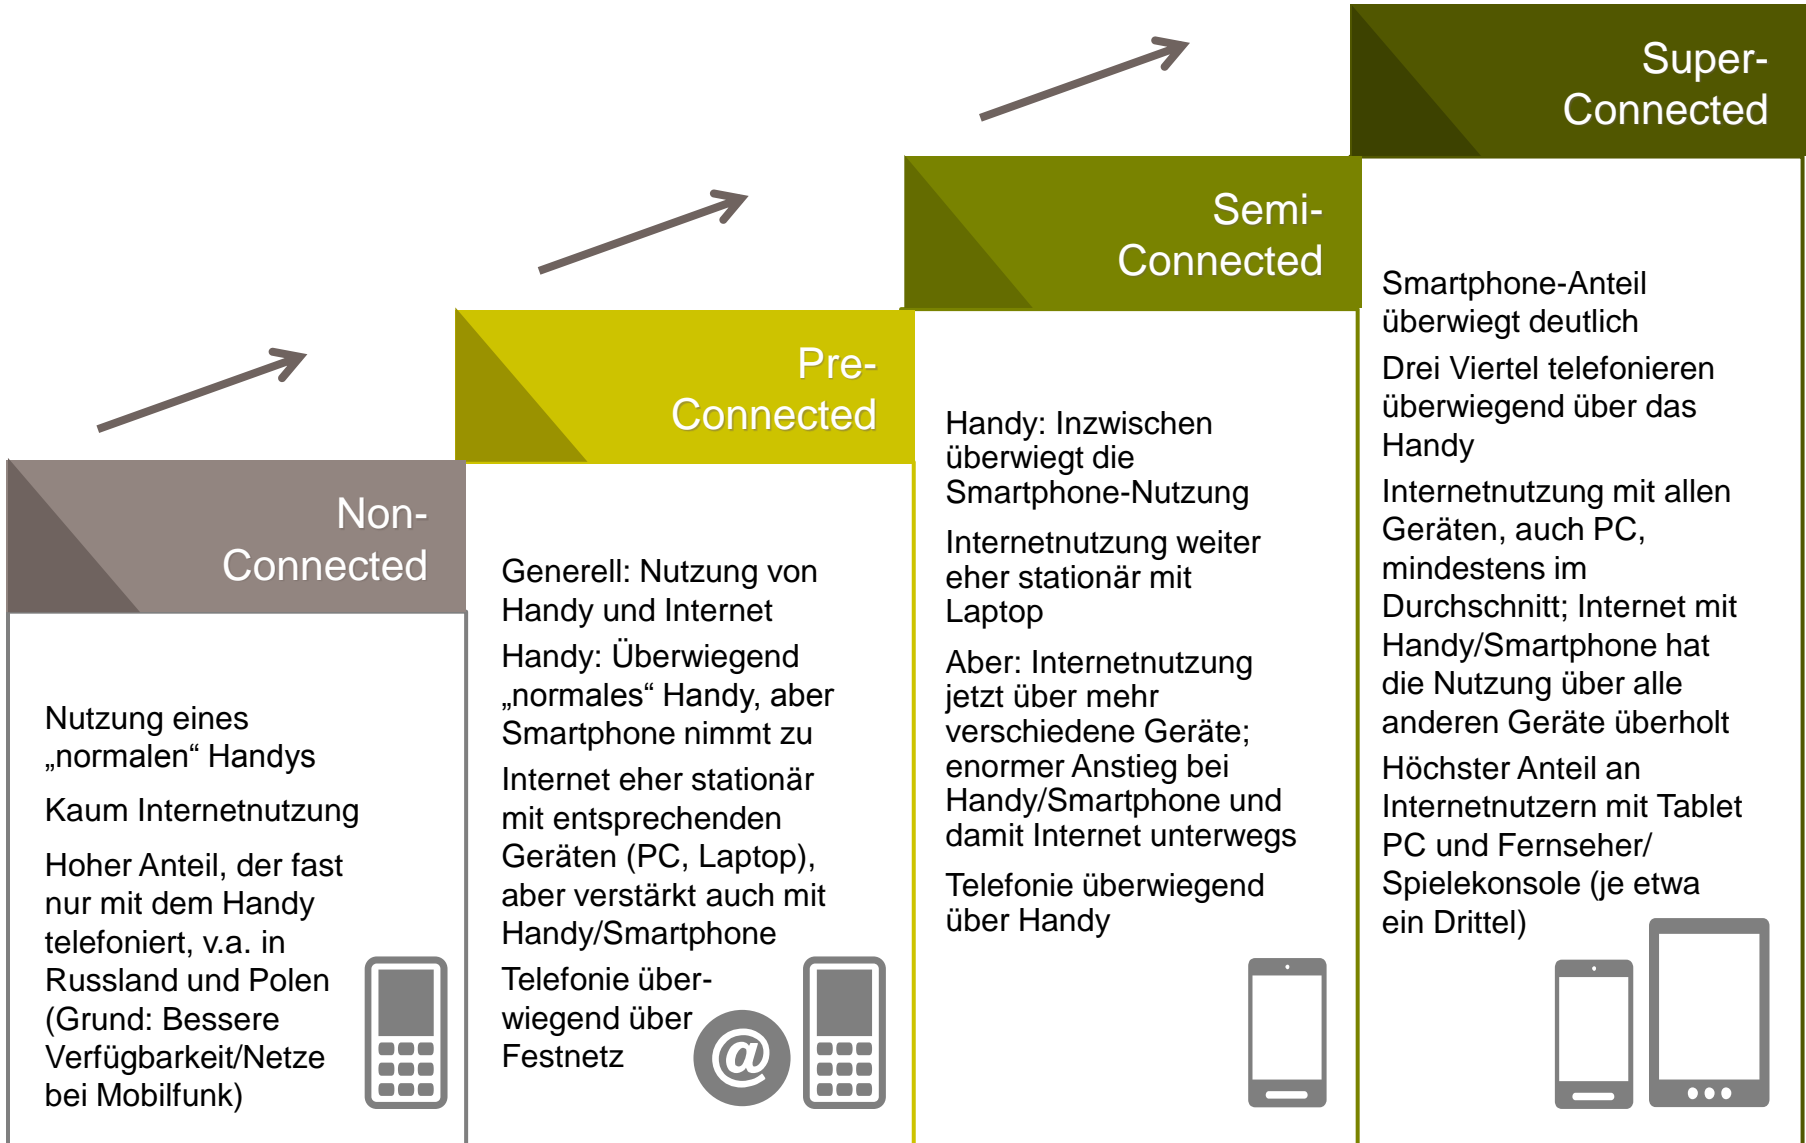 Non-
Connected
Nutzung eines
„normalen“ Handys
Kaum Internetnutzung
Hoher Anteil, der fast
nur mit dem Handy
telefoniert, v.a. in
Russland und Polen
(Grund: Bessere
Verfügbarkeit/Netze
bei Mobilfunk)
Pre-
Connected
Generell: Nutzung von
Handy und Internet
Handy: Überwiegend
„normales“ Handy, aber
Smartphone nimmt zu
Internet eher stationär
mit entsprechenden
Geräten (PC, Laptop),
aber verstärkt auch mit
Handy/Smartphone
Telefonie über-
wiegend über
Festnetz
@
Semi-
Connected
Handy: Inzwischen
überwiegt die
Smartphone-Nutzung
Internetnutzung weiter
eher stationär mit
Laptop
Aber: Internetnutzung
jetzt über mehr
verschiedene Geräte;
enormer Anstieg bei
Handy/Smartphone und
damit Internet unterwegs
Telefonie überwiegend
über Handy
Super-
Connected
Smartphone-Anteil
überwiegt deutlich
Drei Viertel telefonieren
überwiegend über das
Handy
Internetnutzung mit allen
Geräten, auch PC,
mindestens im
Durchschnitt; Internet mit
Handy/Smartphone hat
die Nutzung über alle
anderen Geräte überholt
Höchster Anteil an
Internetnutzern mit Tablet
PC und Fernseher/
Spielekonsole (je etwa
ein Drittel)